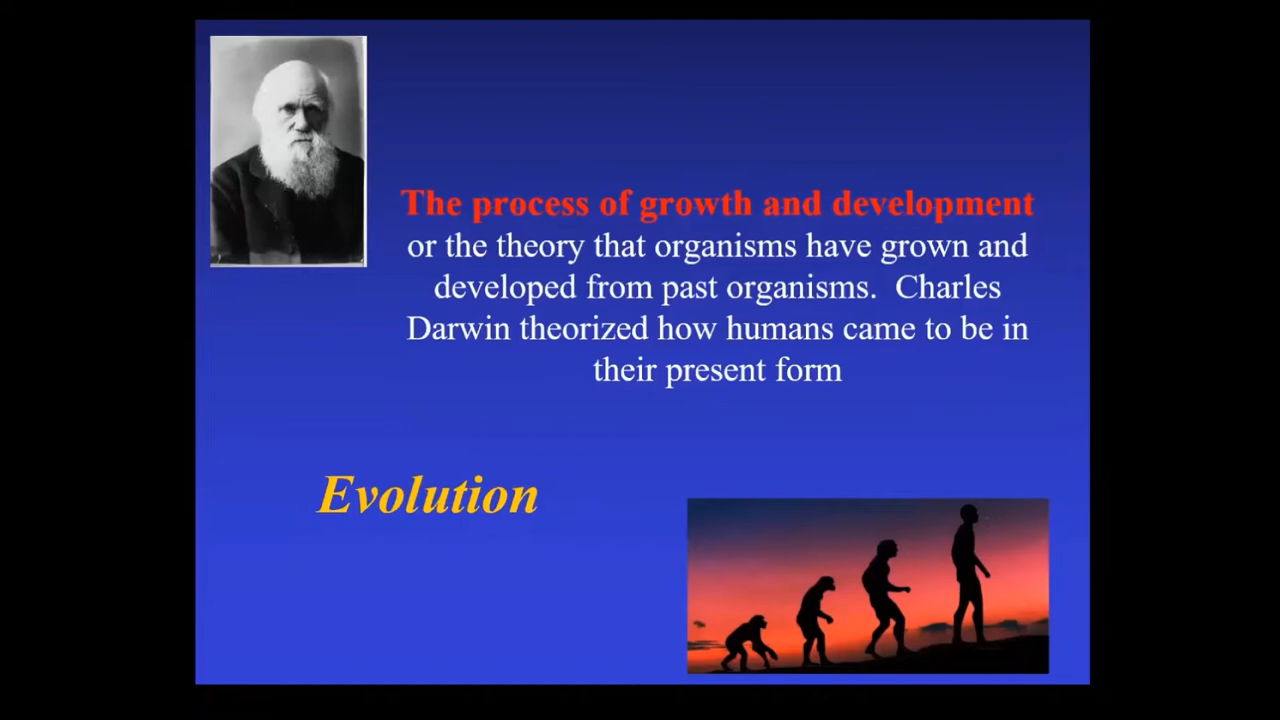 The process of growth and development
or the theory that organisms have grown and
developed from past organisms.  Charles
Darwin theorized how humans came to be in
their present form
Evolution